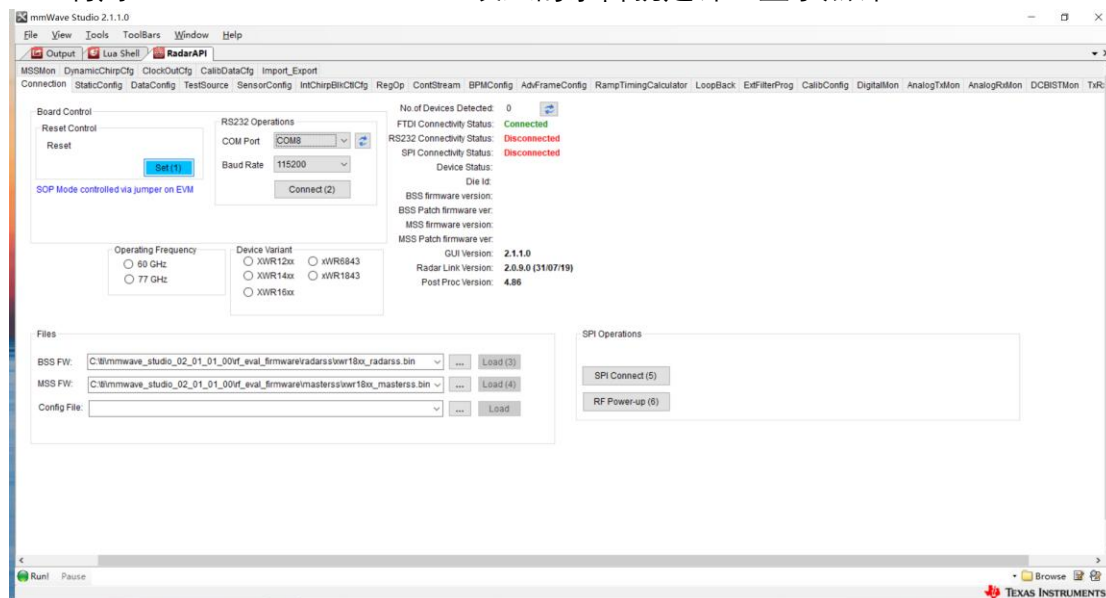 mmWave Studio 2.1.1.0
File View Tools ToolBars Window Help
Output Lua Shell RadarAPI
MSSMon DynamicChirpCfg ClockOutCfg CalibDataCfg Import_Export
Connection StaticConfig DataConfig TestSource SensorConfig IntChirpBlkCtlCfg RegOp ContStream BPMConfig AdvFrameConfig RampTimingCalculator LoopBack ExtFilterProg CalibConfig DigitalMon AnalogTxMon AnalogRxMon DCBISTMon TxR
Board Control
Reset Control
Reset
Set (1)
SOP Mode controlled via jumper on EVM
RS232 Operations
COM Port COM8
Baud Rate 115200
Connect (2)
No.of Devices Detected: 0
FTDI Connectivity Status: Connected
RS232 Connectivity Status: Disconnected
SPI Connectivity Status: Disconnected
Device Status:
Die Id:
BSS firmware version:
BSS Patch firmware ver:
MSS firmware version:
MSS Patch firmware ver:
GUI Version: 2.1.1.0
Radar Link Version: 2.0.9.0 (31/07/19)
Post Proc Version: 4.86
Operating Frequency
60 GHz
77 GHz
Device Variant
XWR12xx xWR6843
XWR14xx xWR1843
XWR16xx
Files
BSS FW: C:\ti\mmwave_studio_02_01_01_00\rf_eval_firmware\radarss\xwr18xx_radarss.bin ... Load (3)
MSS FW: C:\ti\mmwave_studio_02_01_01_00\rf_eval_firmware\masterss\xwr18xx_masterss.bin ... Load (4)
Config File: ... Load
SPI Operations
SPI Connect (5)
RF Power-up (6)
Run! Pause
Browse
TEXAS INSTRUMENTS